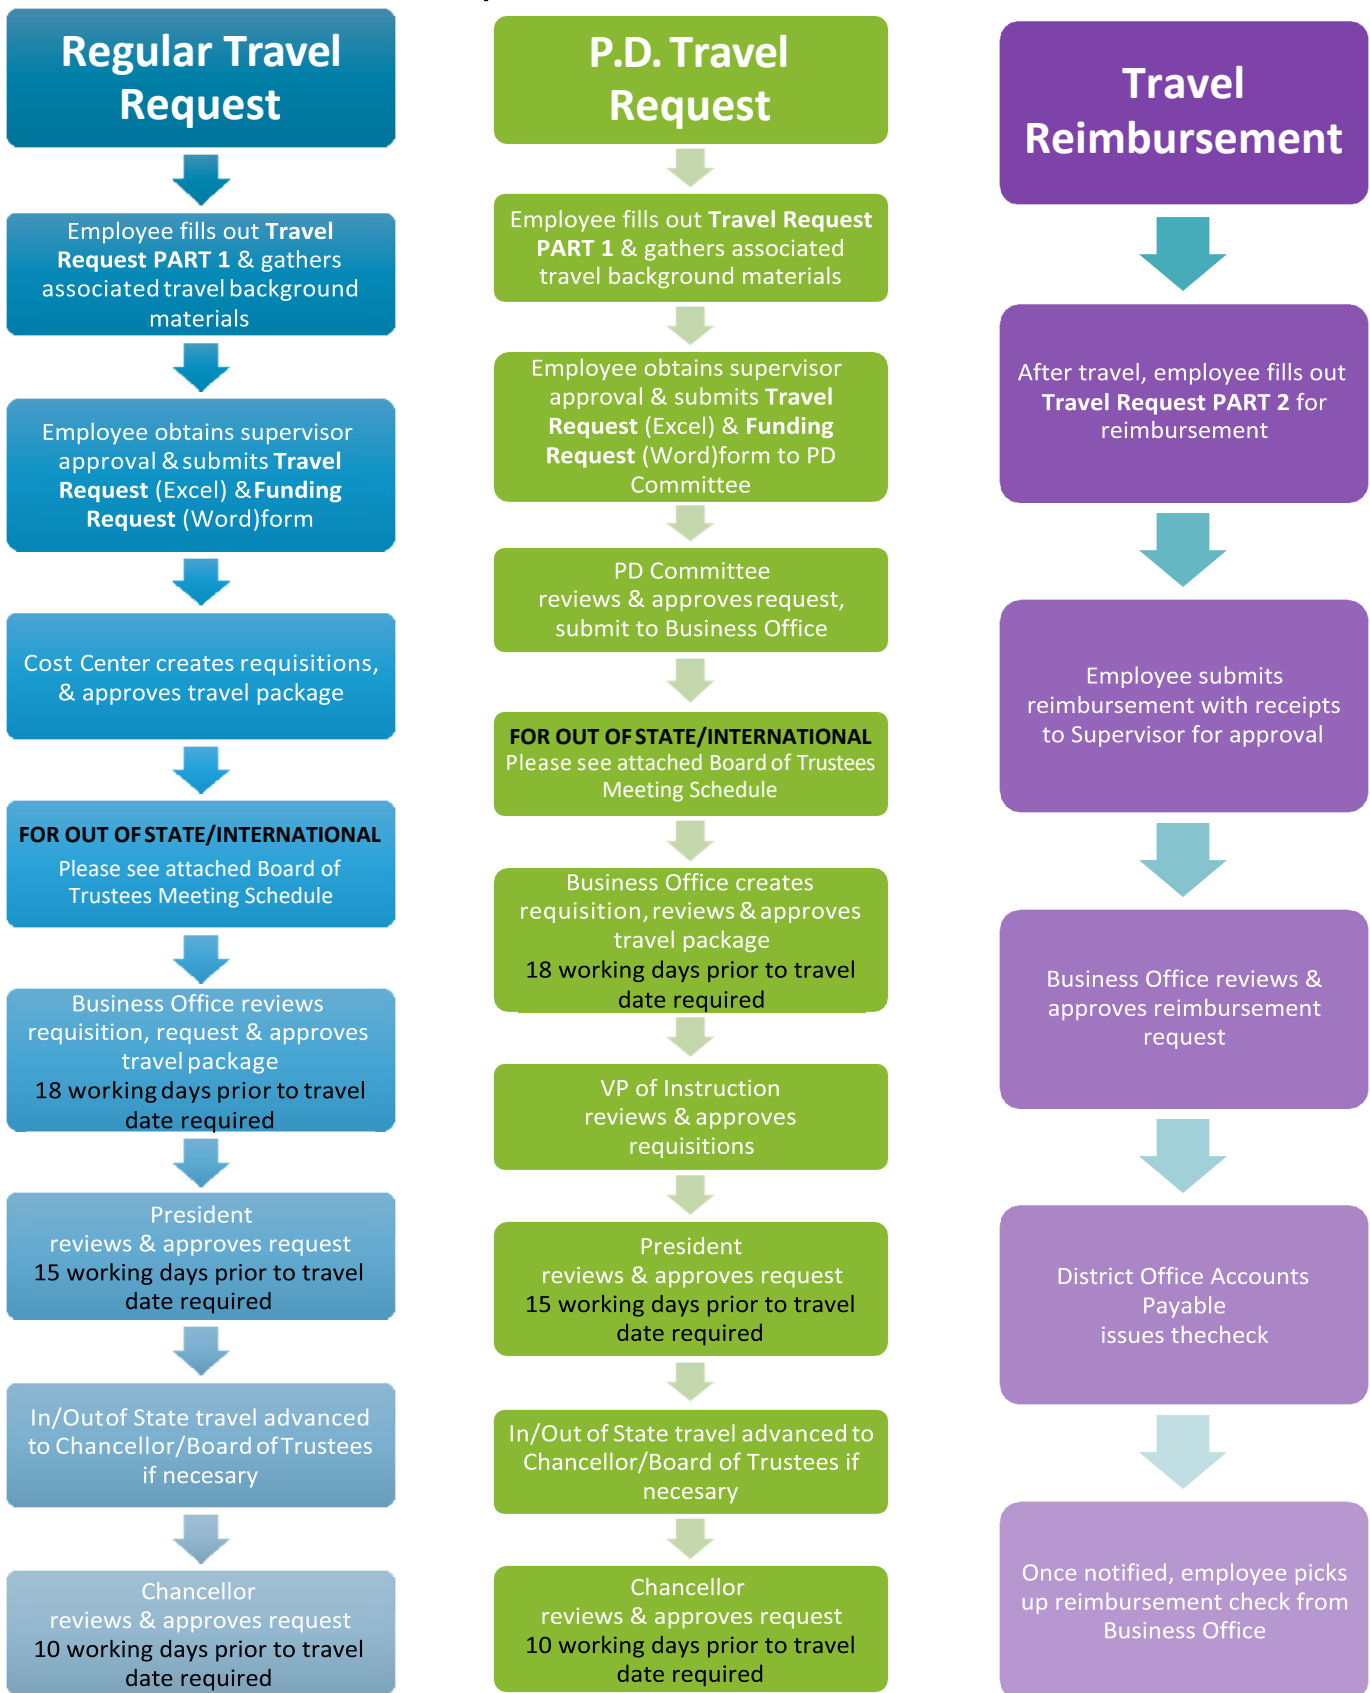 Regular Travel
Request
Employee fills out Travel
Request PART 1 & gathers
associated travel background
materials
Employee obtains supervisor
approval & submits Travel
Request (Excel) & Funding
Request (Word)form
Cost Center creates requisitions,
& approves travel package
FOR OUT OF STATE/INTERNATIONAL
Please see attached Board of
Trustees Meeting Schedule
Business Office reviews
requisition, request & approves
travel package
18 working days prior to travel
date required
President
reviews & approves request
15 working days prior to travel
date required
In/Out of State travel advanced
to Chancellor/Board of Trustees
if necesary
Chancellor
reviews & approves request
10 working days prior to travel
date required
P.D. Travel
Request
Employee fills out Travel Request
PART 1 & gathers associated
travel background materials
Employee obtains supervisor
approval & submits Travel
Request (Excel) & Funding
Request (Word)form to PD
Committee
PD Committee
reviews & approves request,
submit to Business Office
FOR OUT OF STATE/INTERNATIONAL
Please see attached Board of Trustees
Meeting Schedule
Business Office creates
requisition, reviews & approves
travel package
18 working days prior to travel
date required
VP of Instruction
reviews & approves
requisitions
President
reviews & approves request
15 working days prior to travel
date required
In/Out of State travel advanced to
Chancellor/Board of Trustees if
necesary
Chancellor
reviews & approves request
10 working days prior to travel
date required
Travel
Reimbursement
After travel, employee fills out
Travel Request PART 2 for
reimbursement
Employee submits
reimbursement with receipts
to Supervisor for approval
Business Office reviews &
approves reimbursement
request
District Office Accounts
Payable
issues thecheck
Once notified, employee picks
up reimbursement check from
Business Office